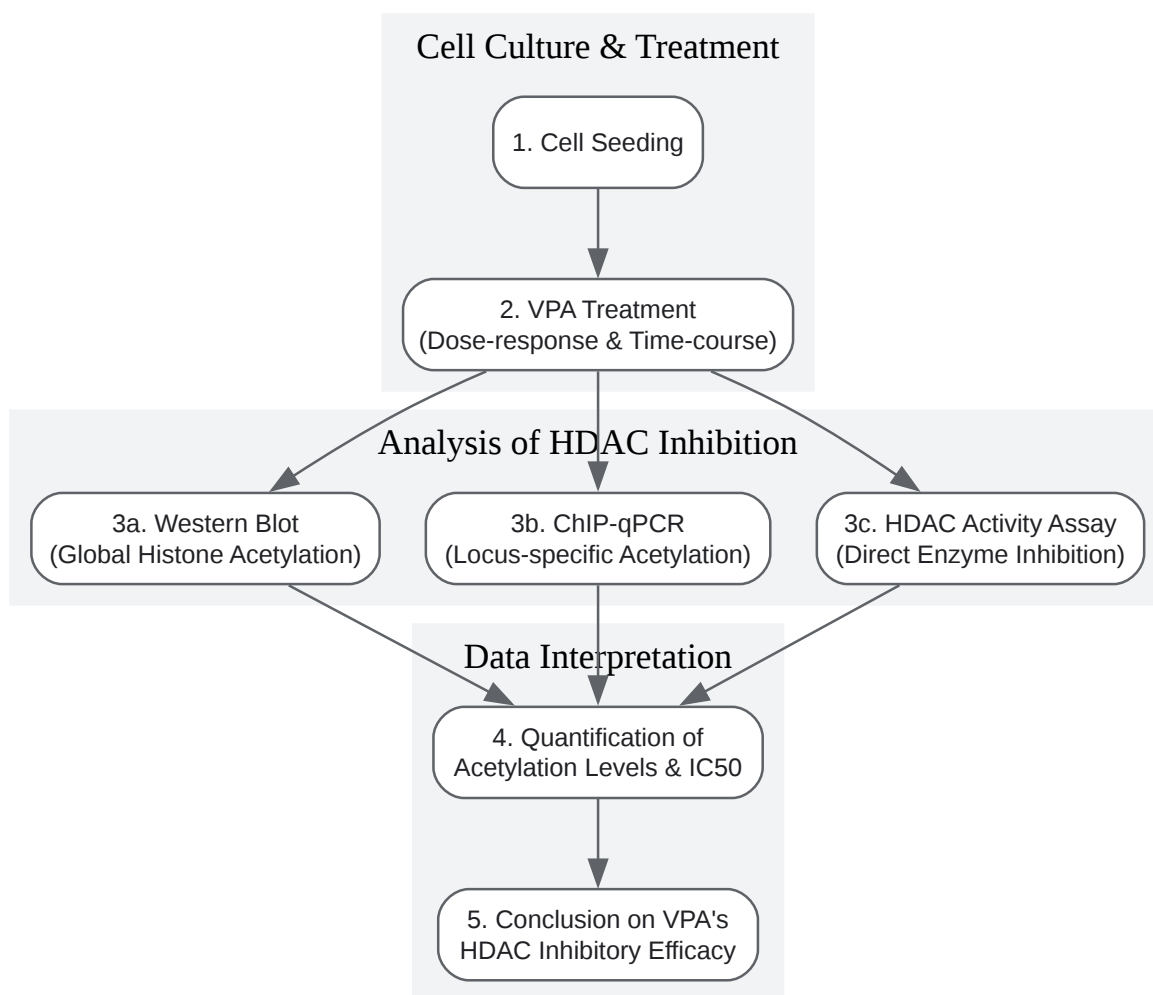 Cell Culture & Treatment
1. Cell Seeding
2. VPA Treatment
(Dose-response & Time-course)
Analysis of HDAC Inhibition
3a. Western Blot
(Global Histone Acetylation)
3b. ChIP-qPCR
(Locus-specific Acetylation)
3c. HDAC Activity Assay
(Direct Enzyme Inhibition)
Data Interpretation
4. Quantification of
Acetylation Levels & IC50
5. Conclusion on VPA's
HDAC Inhibitory Efficacy